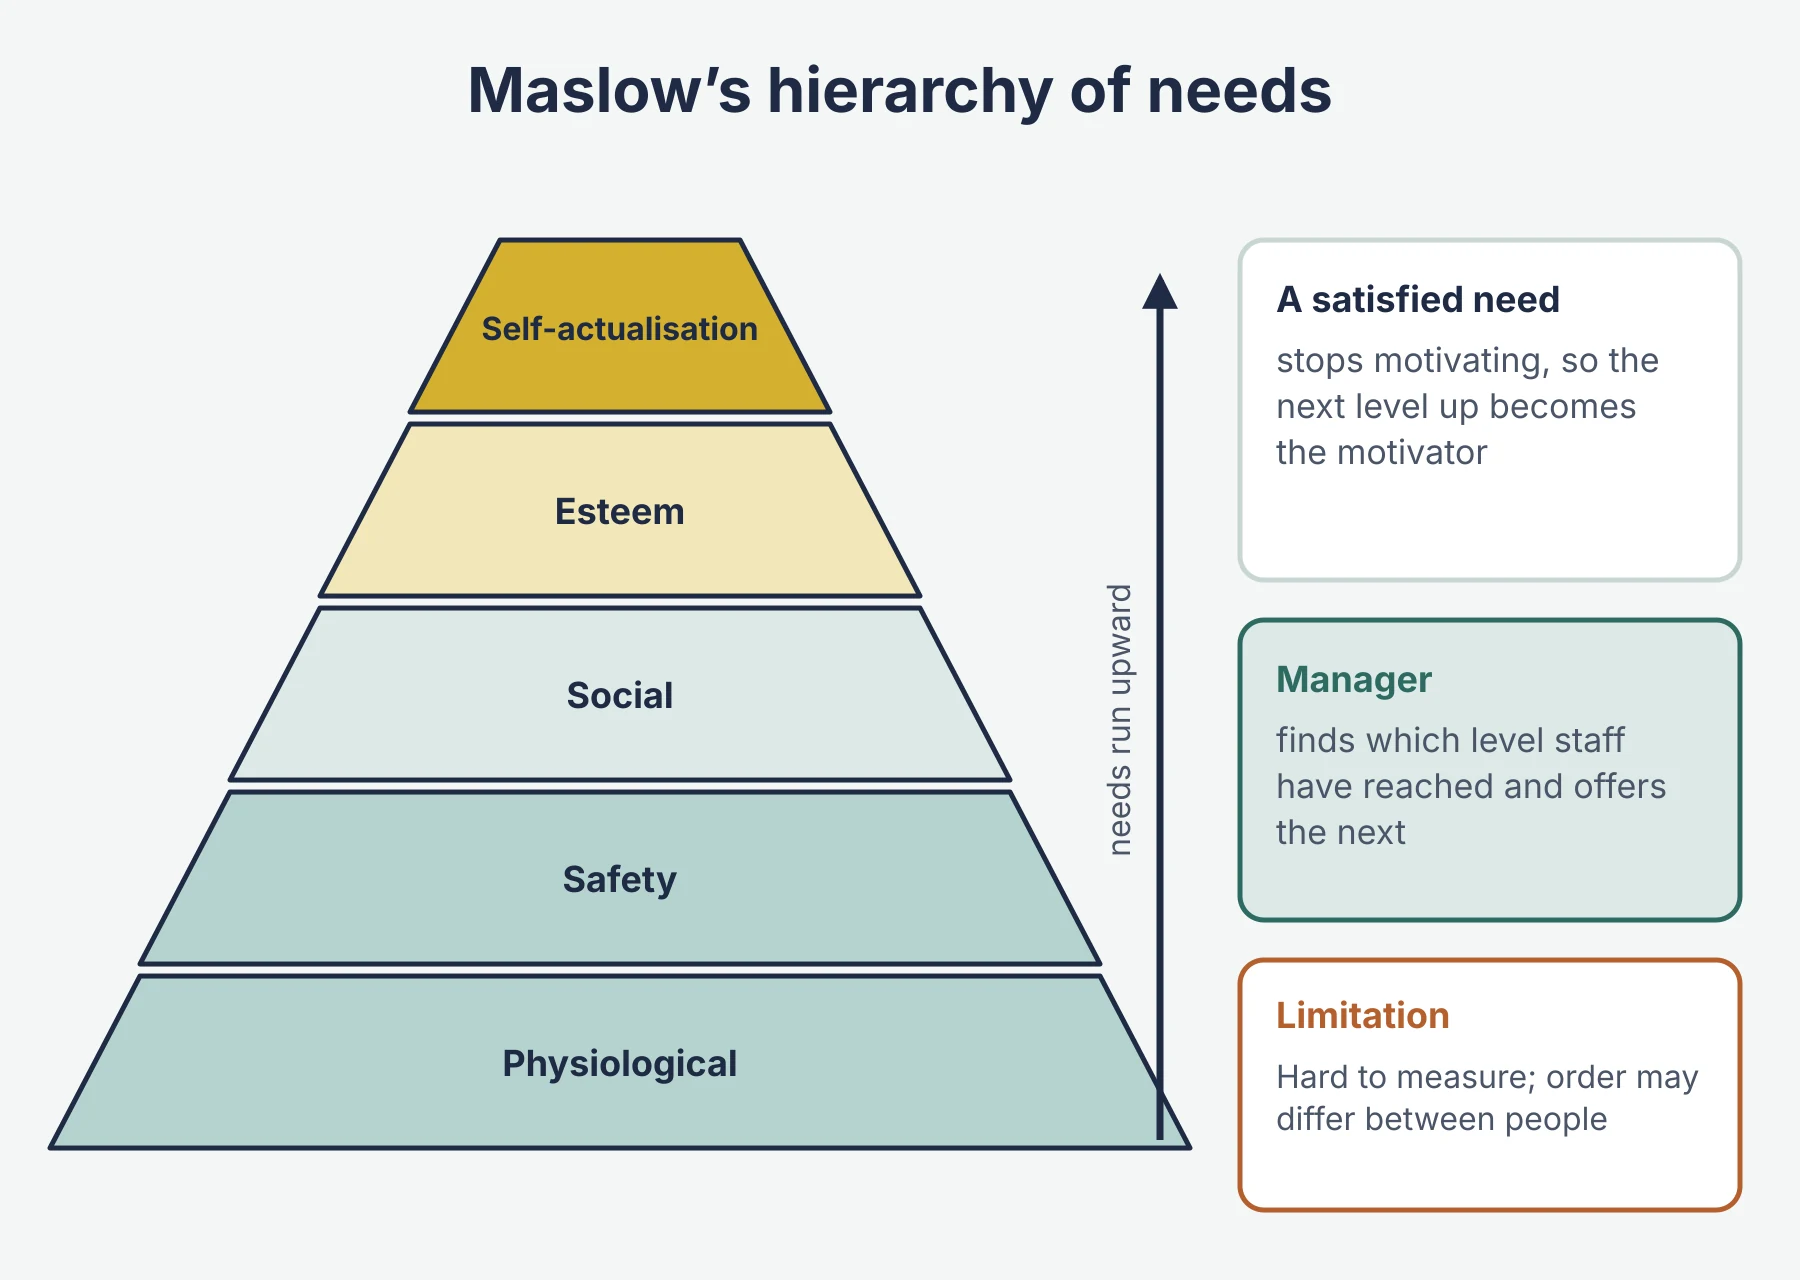 Maslow’s hierarchy of needs
Self-actualisation
Esteem
Social
Safety
Physiological
needs run upward
A satisfied need
stops motivating, so the
next level up becomes
the motivator
Manager
finds which level staff
have reached and offers
the next
Limitation
Hard to measure; order may
differ between people